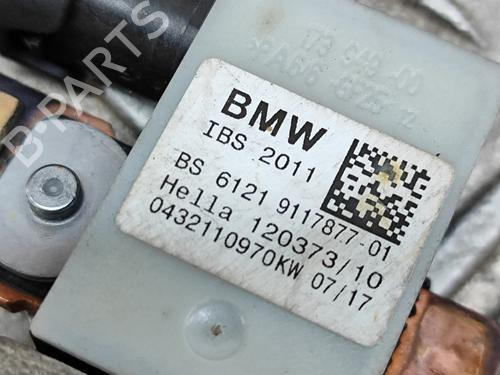 B-PARTS
BMW
IBS 2011
BS 6121 9117877-01
Hella 120373/10
0432110970KW 07/17